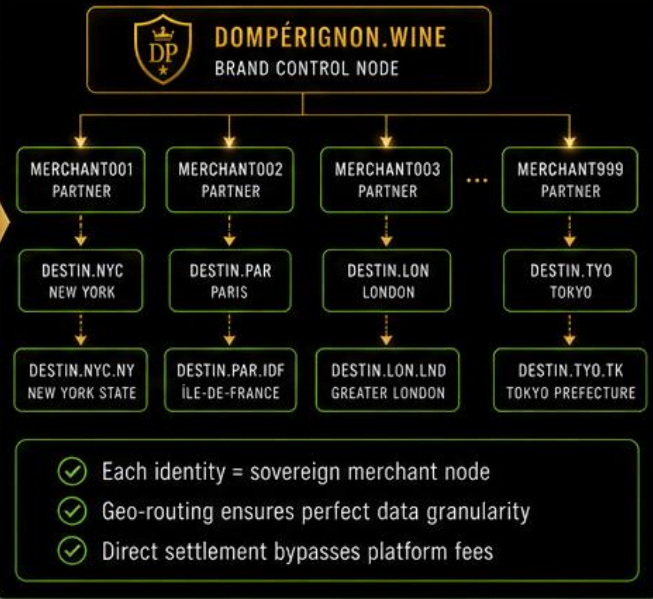 DP
DOMPÉRIGNON.WINE
BRAND CONTROL NODE
MERCHANT001
PARTNER
MERCHANT002
PARTNER
MERCHANT003
PARTNER
...
MERCHANT999
PARTNER
DESTIN.NYC
NEW YORK
DESTIN.PAR
PARIS
DESTIN.LON
LONDON
DESTIN.TYO
TOKYO
DESTIN.NYC.NY
NEW YORK STATE
DESTIN.PAR.IDF
ÎLE-DE-FRANCE
DESTIN.LON.LND
GREATER LONDON
DESTIN.TYO.TK
TOKYO PREFECTURE
Each identity = sovereign merchant node
Geo-routing ensures perfect data granularity
Direct settlement bypasses platform fees